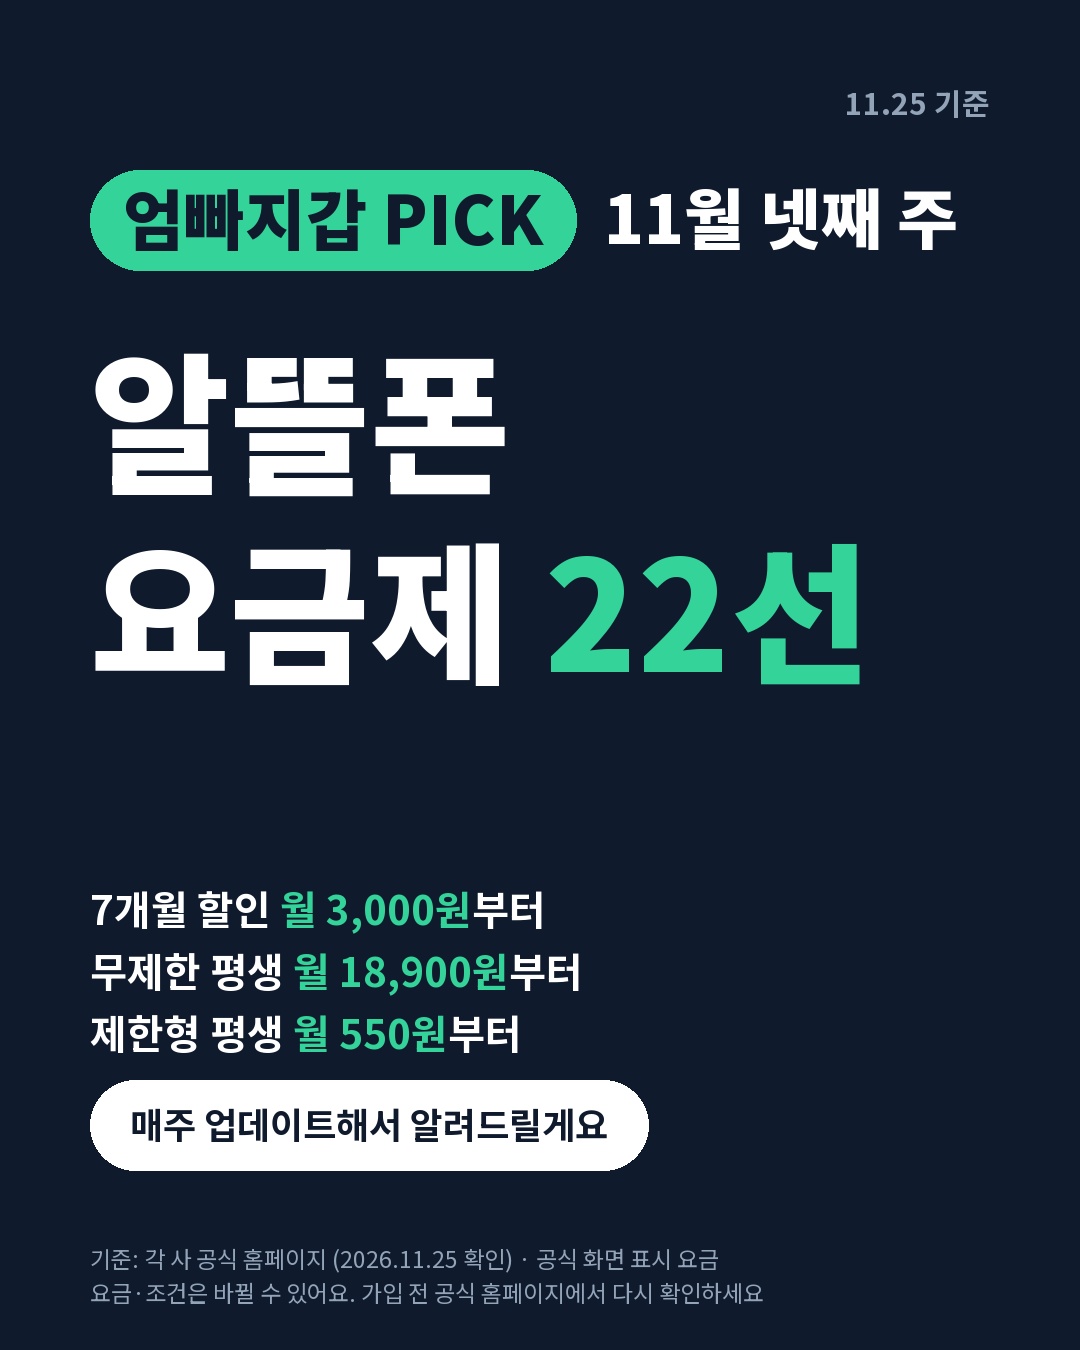 11.25 기준
엄빠지갑 PICK 11월 넷째 주
알뜰폰
요금제 22선
7개월 할인 월 3,000원부터
무제한 평생 월 18,900원부터
제한형 평생 월 550원부터
매주 업데이트해서 알려드릴게요
기준: 각 사 공식 홈페이지 (2026.11.25 확인) · 공식 화면 표시 요금
요금·조건은 바뀔 수 있어요. 가입 전 공식 홈페이지에서 다시 확인하세요